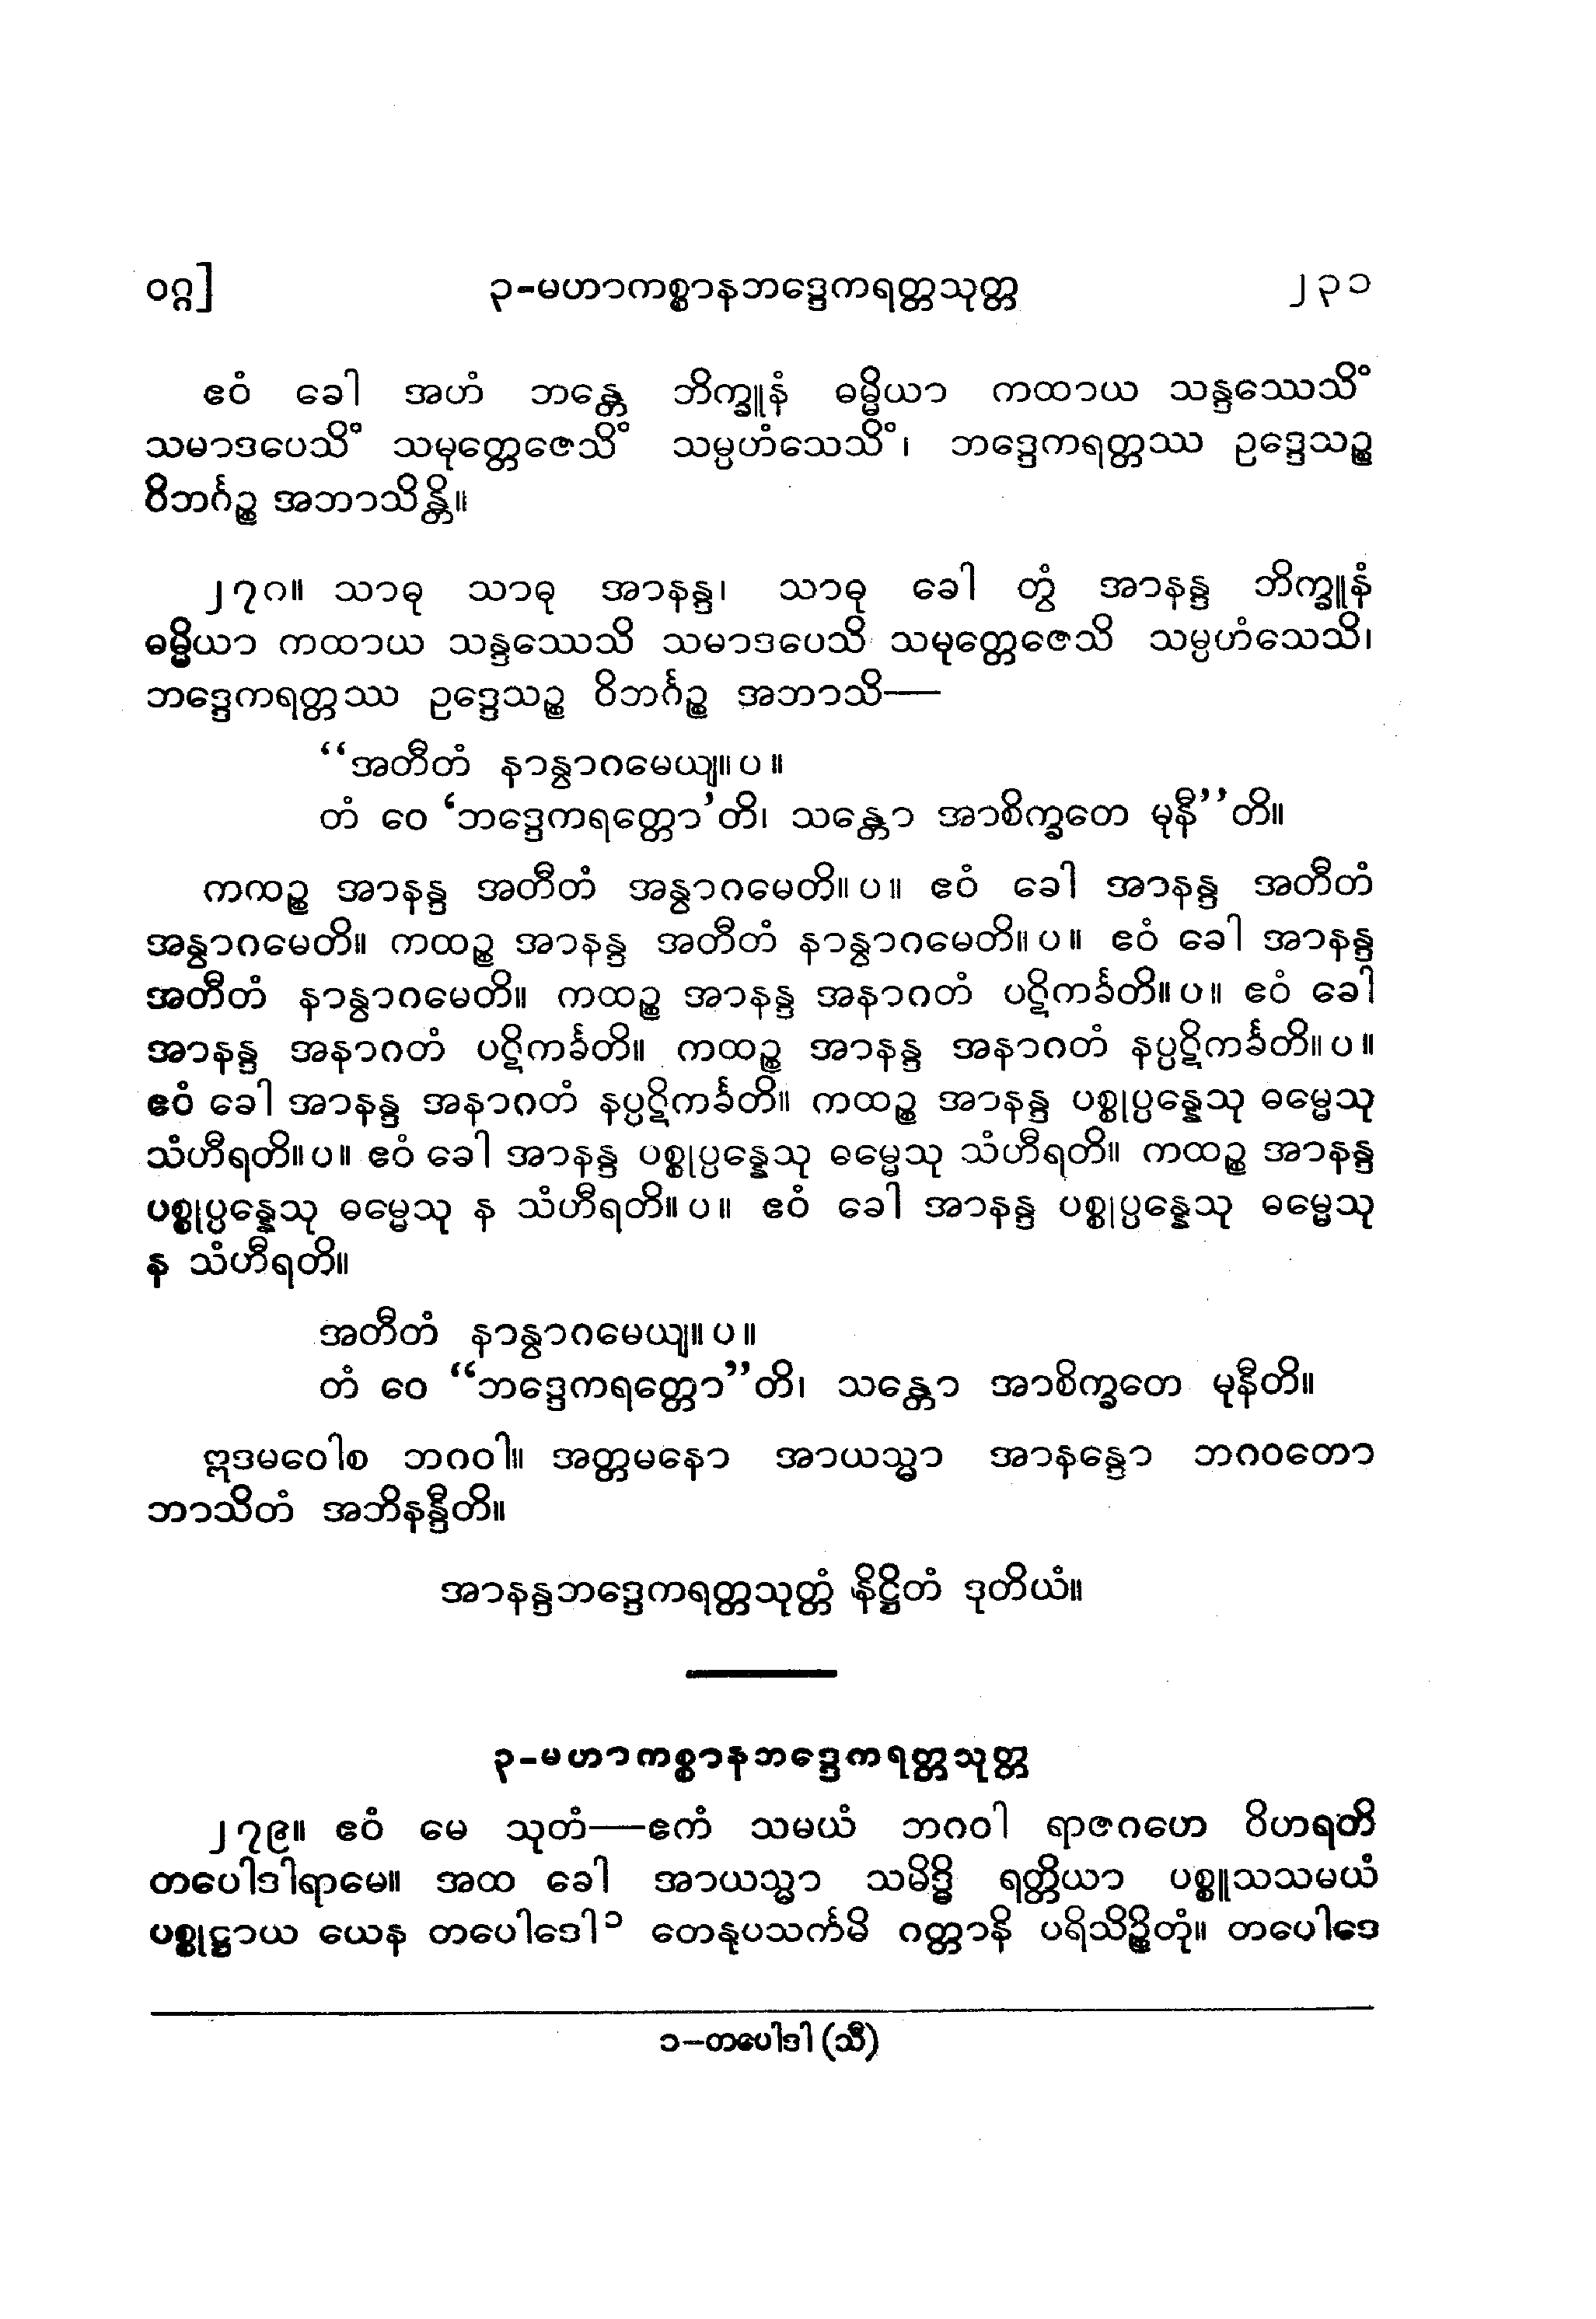 ဝဂ္ဂ] ၃-မဟာကစ္စာနဘဒ္ဒေကရတ္တသုတ္တ ၂၃၁
ဧဝံ ခေါ အဟံ ဘန္တေ ဘိက္ခူနံ ဓမ္မိယာ ကထာယ သန္ဒဿေသိံ
သမာဒပေသိံ သမုတ္တေဇေသိံ သမ္ပဟံသေသိံ၊ ဘဒ္ဒေကရတ္တဿ ဥဒ္ဒေသဉ္စ
ဝိဘင်္ဂဉ္စ အဘာသိန္တိ။
၂၇ဂ။ သာဓု သာဓု အာနန္ဒ၊ သာဓု ခေါ တွံ အာနန္ဒ ဘိက္ခူနံ
ဓမ္မိယာ ကထာယ သန္ဒဿေသိ သမာဒပေသိ သမုတ္တေဇေသိ သမ္ပဟံသေသိ၊
ဘဒ္ဒေကရတ္တဿ ဥဒ္ဒေသဉ္စ ဝိဘင်္ဂဉ္စ အဘာသိ—
“အတီတံ နာနွာဂမေယျ။ပ။
တံ ဝေ ‘ဘဒ္ဒေကရတ္တော’တိ၊ သန္တော အာစိက္ခတေ မုနီ”တိ။
ကထဉ္စ အာနန္ဒ အတီတံ အနွာဂမေတိ။ပ။ ဧဝံ ခေါ အာနန္ဒ အတီတံ
အနွာဂမေတိ။ ကထဉ္စ အာနန္ဒ အတီတံ နာနွာဂမေတိ။ပ။ ဧဝံ ခေါ အာနန္ဒ
အတီတံ နာနွာဂမေတိ။ ကထဉ္စ အာနန္ဒ အနာဂတံ ပဋိကင်္ခတိ။ပ။ ဧဝံ ခေါ
အာနန္ဒ အနာဂတံ ပဋိကင်္ခတိ။ ကထဉ္စ အာနန္ဒ အနာဂတံ နပ္ပဋိကင်္ခတိ။ပ။
ဧဝံ ခေါ အာနန္ဒ အနာဂတံ နပ္ပဋိကင်္ခတိ။ ကထဉ္စ အာနန္ဒ ပစ္စုပ္ပန္နေသု ဓမ္မေသု
သံဟီရတိ။ပ။ ဧဝံ ခေါ အာနန္ဒ ပစ္စုပ္ပန္နေသု ဓမ္မေသု သံဟီရတိ။ ကထဉ္စ အာနန္ဒ
ပစ္စုပ္ပန္နေသု ဓမ္မေသု န သံဟီရတိ။ပ။ ဧဝံ ခေါ အာနန္ဒ ပစ္စုပ္ပန္နေသု ဓမ္မေသု
န သံဟီရတိ။
အတီတံ နာနွာဂမေယျ။ပ။
တံ ဝေ “ဘဒ္ဒေကရတ္တော”တိ၊ သန္တော အာစိက္ခတေ မုနီတိ။
ဣဒမဝေါစ ဘဂဝါ။ အတ္တမနော အာယသ္မာ အာနန္ဒော ဘဂဝတော
ဘာသိတံ အဘိနန္ဒီတိ။
အာနန္ဒဘဒ္ဒေကရတ္တသုတ္တံ နိဋ္ဌိတံ ဒုတိယံ။
၃-မဟာကစ္စာနဘဒ္ဒေကရတ္တသုတ္တ
၂၇၉။ ဧဝံ မေ သုတံ—ဧကံ သမယံ ဘဂဝါ ရာဇဂဟေ ဝိဟရတိ
တပေါဒါရာမေ။ အထ ခေါ အာယသ္မာ သမိဒ္ဓိ ရတ္တိယာ ပစ္စူသသမယံ
ပစ္စုဋ္ဌာယ ယေန တပေါဒေါ၁ တေနုပသင်္ကမိ ဂတ္တာနိ ပရိသိဉ္စိတုံ။ တပေါဒေ
၁-တပေါဒါ (သီ)